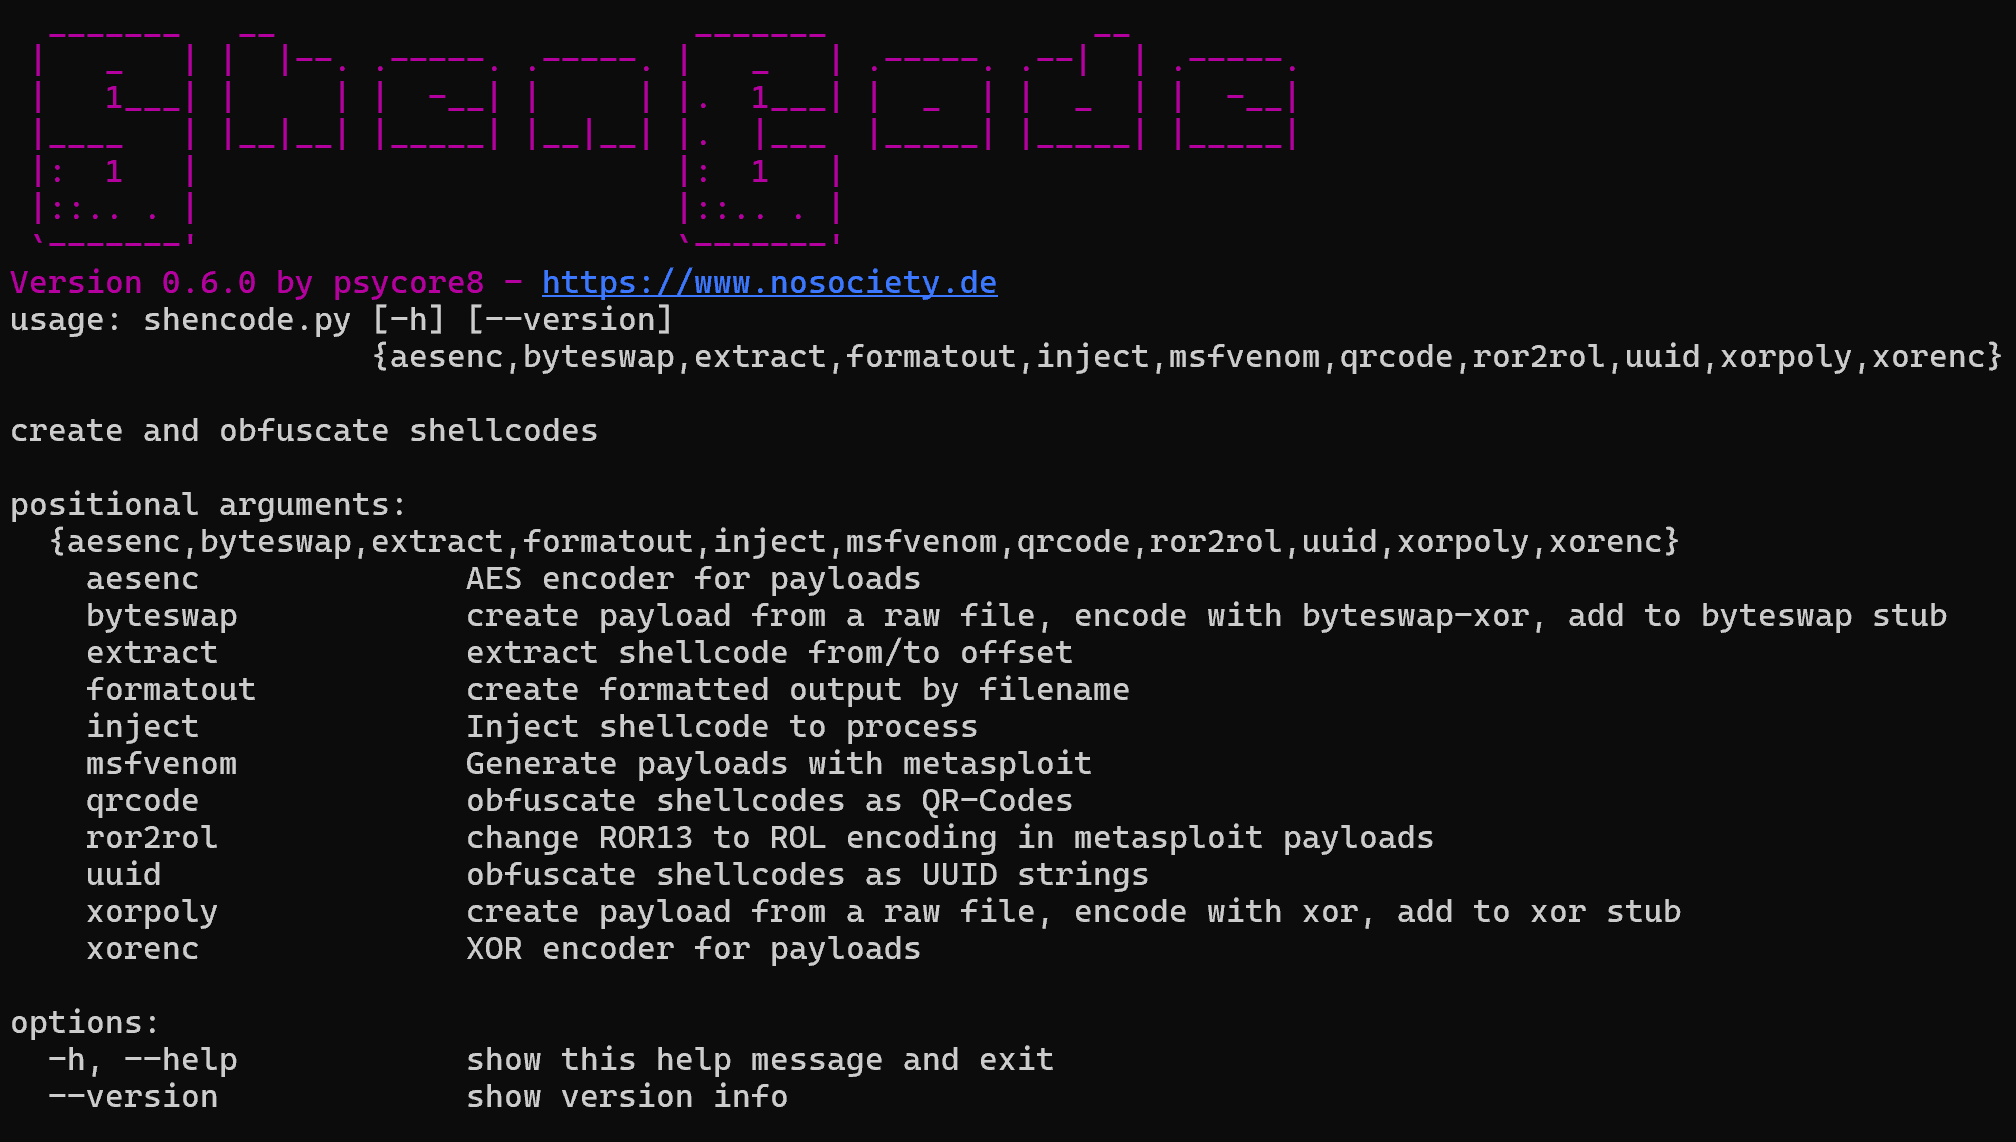 ShenCode
Version 0.6.0 by psycore8 - https://www.nosociety.de
usage: shencode.py [-h] [--version]
{aesenc,byteswap,extract,formatout,inject,msfvenom,qrcode,ror2rol,uuid,xorpoly,xorenc}
create and obfuscate shellcodes
positional arguments:
{aesenc,byteswap,extract,formatout,inject,msfvenom,qrcode,ror2rol,uuid,xorpoly,xorenc}
aesenc AES encoder for payloads
byteswap create payload from a raw file, encode with byteswap-xor, add to byteswap stub
extract extract shellcode from/to offset
formatout create formatted output by filename
inject Inject shellcode to process
msfvenom Generate payloads with metasploit
qrcode obfuscate shellcodes as QR-Codes
ror2rol change ROR13 to ROL encoding in metasploit payloads
uuid obfuscate shellcodes as UUID strings
xorpoly create payload from a raw file, encode with xor, add to xor stub
xorenc XOR encoder for payloads
options:
-h, --help show this help message and exit
--version show version info